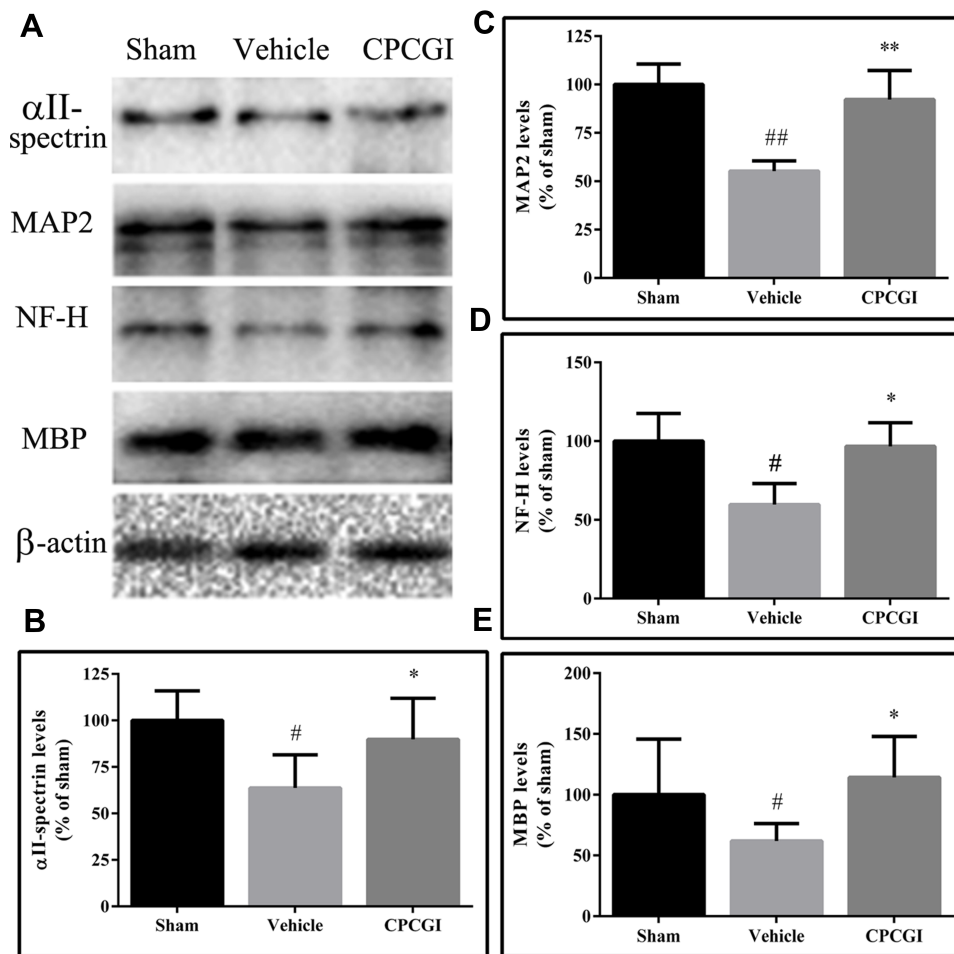 A
Sham Vehicle CPCGI
αII-
spectrin
MAP2
NF-H
MBP
β-actin
B
αII-spectrin levels
(% of sham)
125
100
75
50
25
0
#
*
Sham Vehicle CPCGI
C
MAP2 levels
(% of sham)
125
100
75
50
25
0
##
**
Sham Vehicle CPCGI
D
NF-H levels
(% of sham)
150
100
50
0
#
*
Sham Vehicle CPCGI
E
MBP levels
(% of sham)
200
150
100
50
0
#
*
Sham Vehicle CPCGI